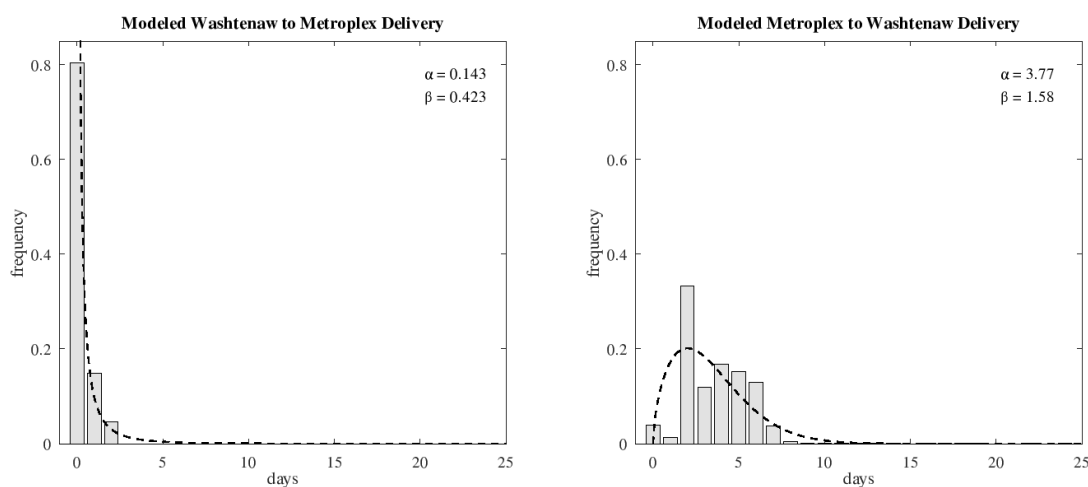 Modeled Washtenaw to Metroplex Delivery
α = 0.143
β = 0.423
frequency
0.8
0.6
0.4
0.2
0
0 5 10 15 20 25
days
Modeled Metroplex to Washtenaw Delivery
α = 3.77
β = 1.58
frequency
0.8
0.6
0.4
0.2
0
0 5 10 15 20 25
days